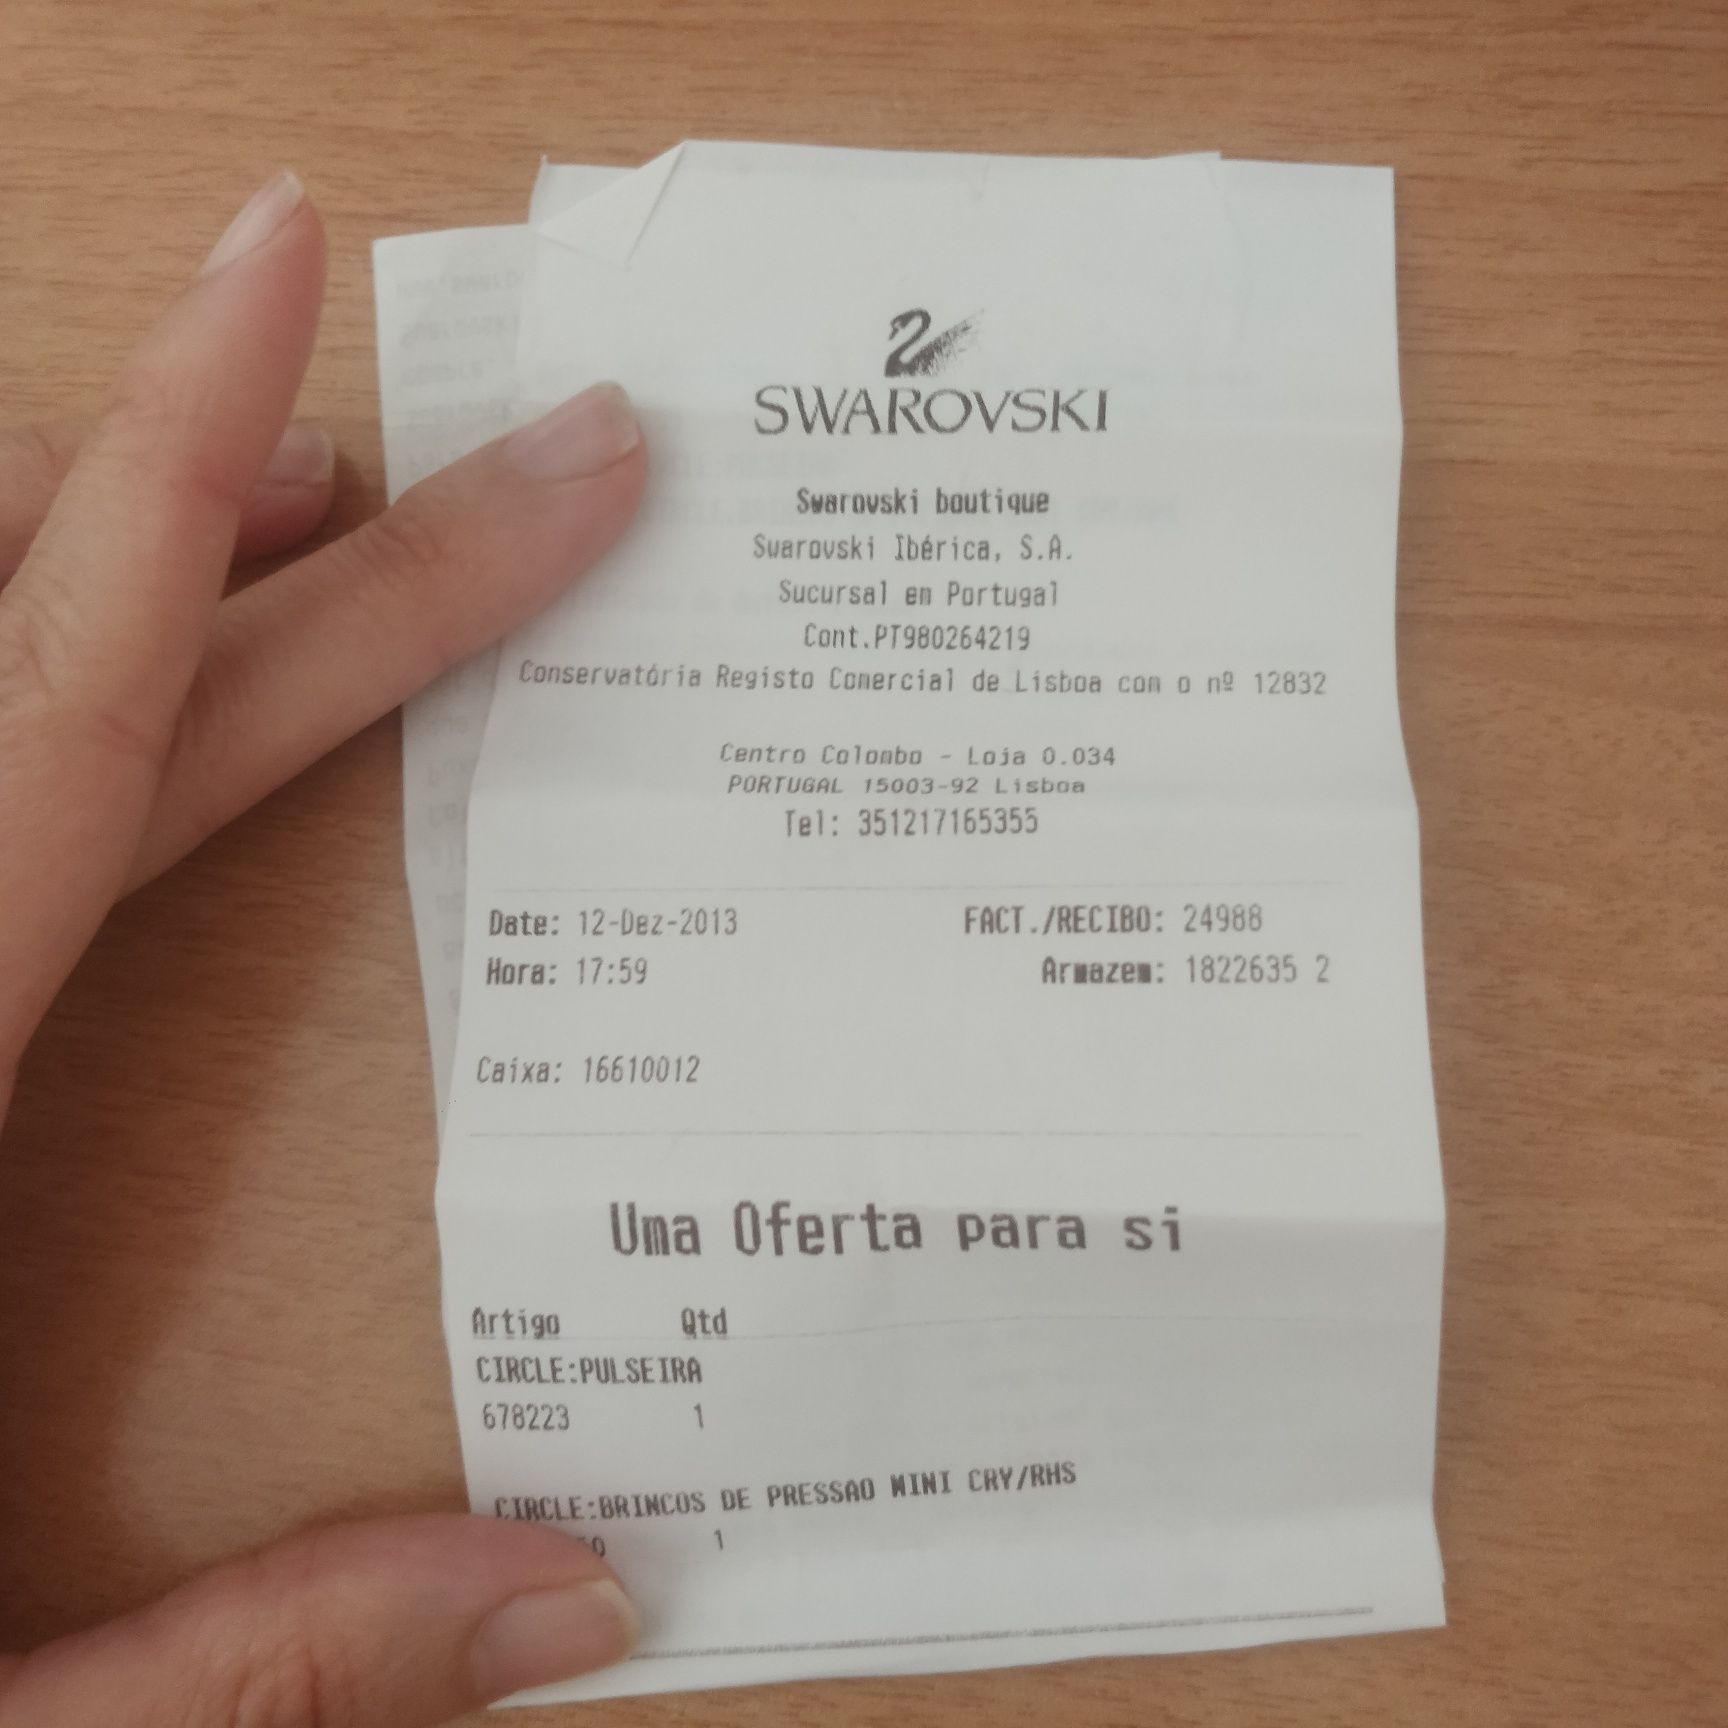 SWAROVSKI
Swarovski boutique
Swarovski Ibérica, S.A.
Sucursal em Portugal
Cont.PT980264219
Conservatória Registo Comercial de Lisboa com o nº 12832
Centro Colombo - Loja 0.034
PORTUGAL 15003-92 Lisboa
Tel: 351217165355
Date: 12-Dez-2013 FACT./RECIBO: 24988
Hora: 17:59 Armazem: 1822635 2
Caixa: 16610012
Uma Oferta para si
Artigo Qtd
CIRCLE:PULSEIRA
678223 1
CIRCLE:BRINCOS DE PRESSAO MINI CRY/RHS
1